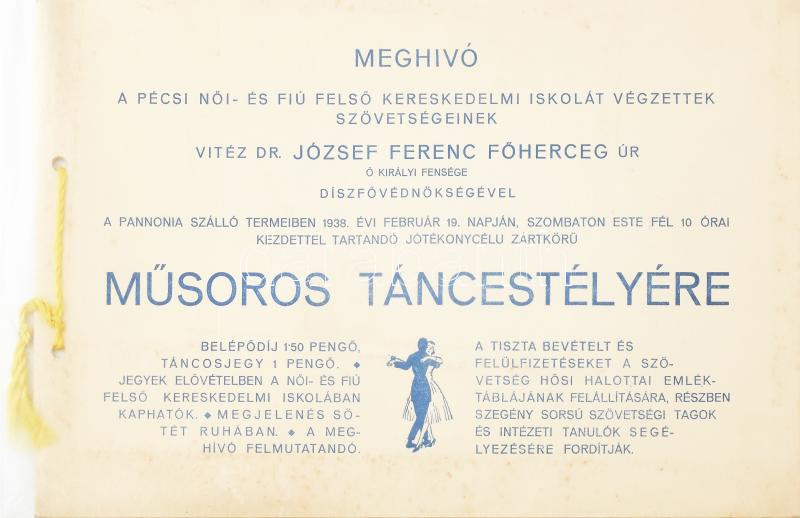 MEGHIVÓ
A PÉCSI NŐI- ÉS FIÚ FELSŐ KERESKEDELMI ISKOLÁT VÉGZETTEK
SZÖVETSÉGEINEK
VITÉZ DR. JÓZSEF FERENC FŐHERCEG ÚR
Ő KIRÁLYI FENSÉGE
DÍSZFŐVÉDNÖKSÉGÉVEL
A PANNONIA SZÁLLÓ TERMEIBEN 1938. ÉVI FEBRUÁR 19. NAPJÁN, SZOMBATON ESTE FÉL 10 ÓRAI
KEZDETTEL TARTANDÓ JÓTÉKONYCÉLU ZÁRTKÖRŰ
MŰSOROS TÁNCESTÉLYÉRE
BELÉPŐDÍJ 1·50 PENGŐ,
TÁNCOSJEGY 1 PENGŐ. ◆
JEGYEK ELŐVÉTELBEN A NŐI- ÉS FIÚ
FELSŐ KERESKEDELMI ISKOLÁBAN
KAPHATÓK. ◆ MEGJELENÉS SÖ-
TÉT RUHÁBAN. ◆ A MEG-
HÍVÓ FELMUTATANDÓ.
A TISZTA BEVÉTELT ÉS
FELÜLFIZETÉSEKET A SZÖ-
VETSÉG HŐSI HALOTTAI EMLÉK-
TÁBLÁJÁNAK FELÁLLÍTÁSÁRA, RÉSZBEN
SZEGÉNY SORSÚ SZÖVETSÉGI TAGOK
ÉS INTÉZETI TANULÓK SEGÉ-
LYEZÉSÉRE FORDÍTJÁK.